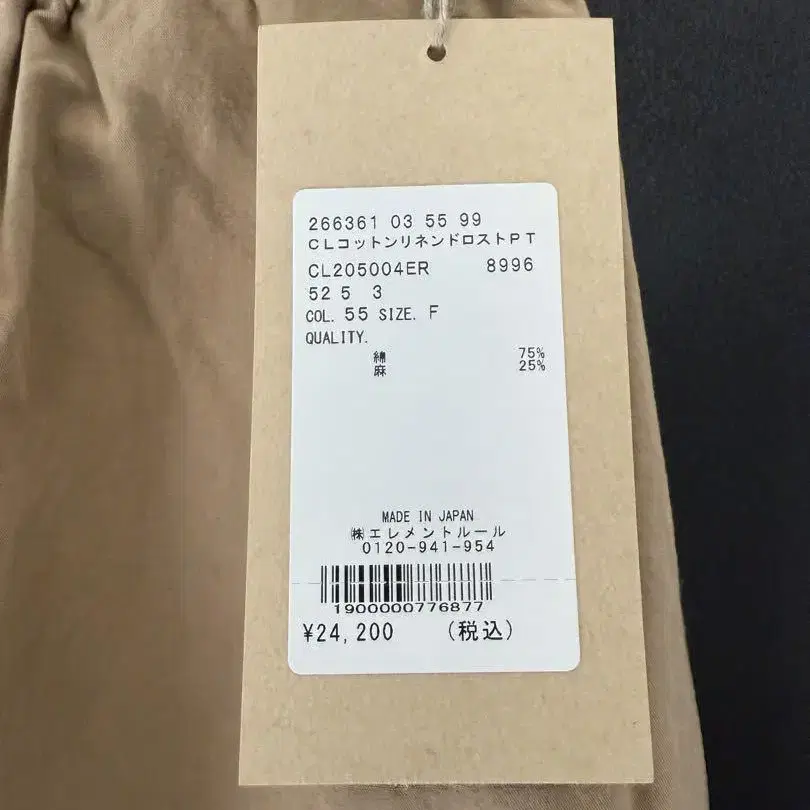 266361 03 55 99
CLコットンリネンドロストPT
CL205004ER 8996
52 5 3
COL. 55 SIZE. F
QUALITY.
綿 75%
麻 25%
MADE IN JAPAN
㈱エレメントルール
0120-941-954
1900000776877
¥24,200 (税込)